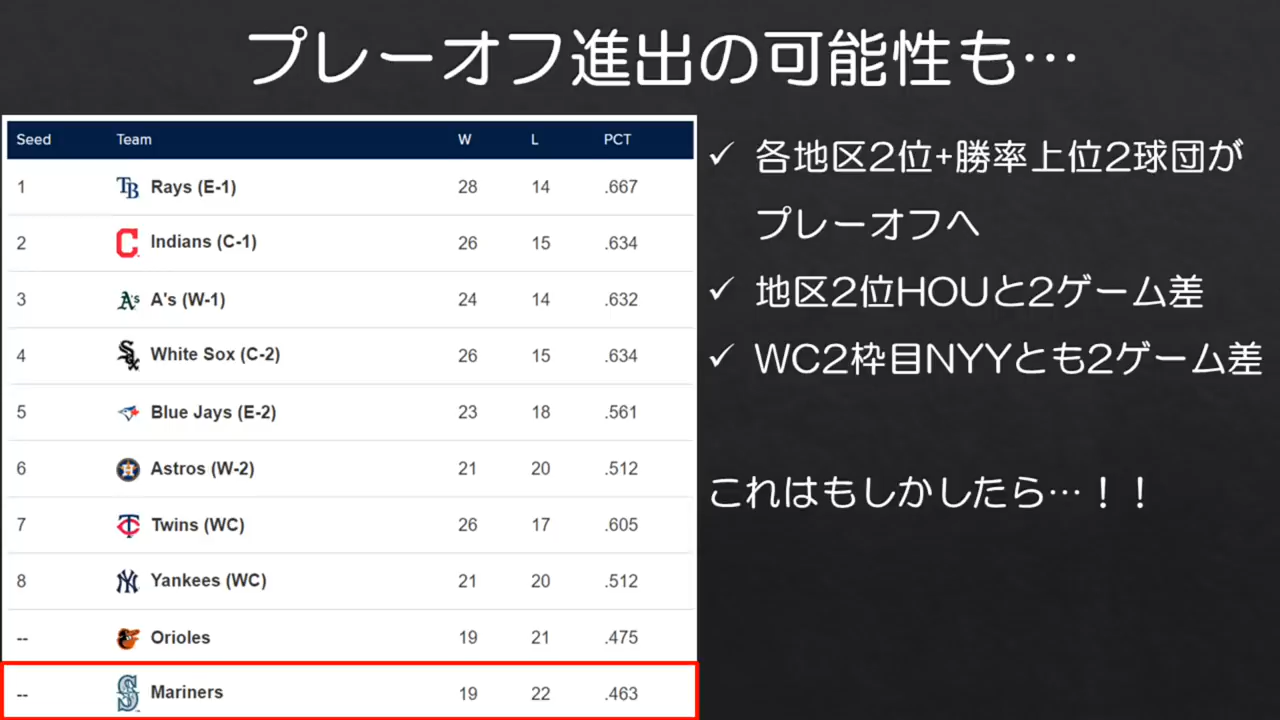 プレーオフ進出の可能性も…
Seed Team W L PCT
1 Rays (E-1) 28 14 .667
2 Indians (C-1) 26 15 .634
3 A's (W-1) 24 14 .632
4 White Sox (C-2) 26 15 .634
5 Blue Jays (E-2) 23 18 .561
6 Astros (W-2) 21 20 .512
7 Twins (WC) 26 17 .605
8 Yankees (WC) 21 20 .512
-- Orioles 19 21 .475
-- Mariners 19 22 .463
✓ 各地区2位+勝率上位2球団が
プレーオフへ
✓ 地区2位HOUと2ゲーム差
✓ WC2枠目NYYとも2ゲーム差
これはもしかしたら…！！